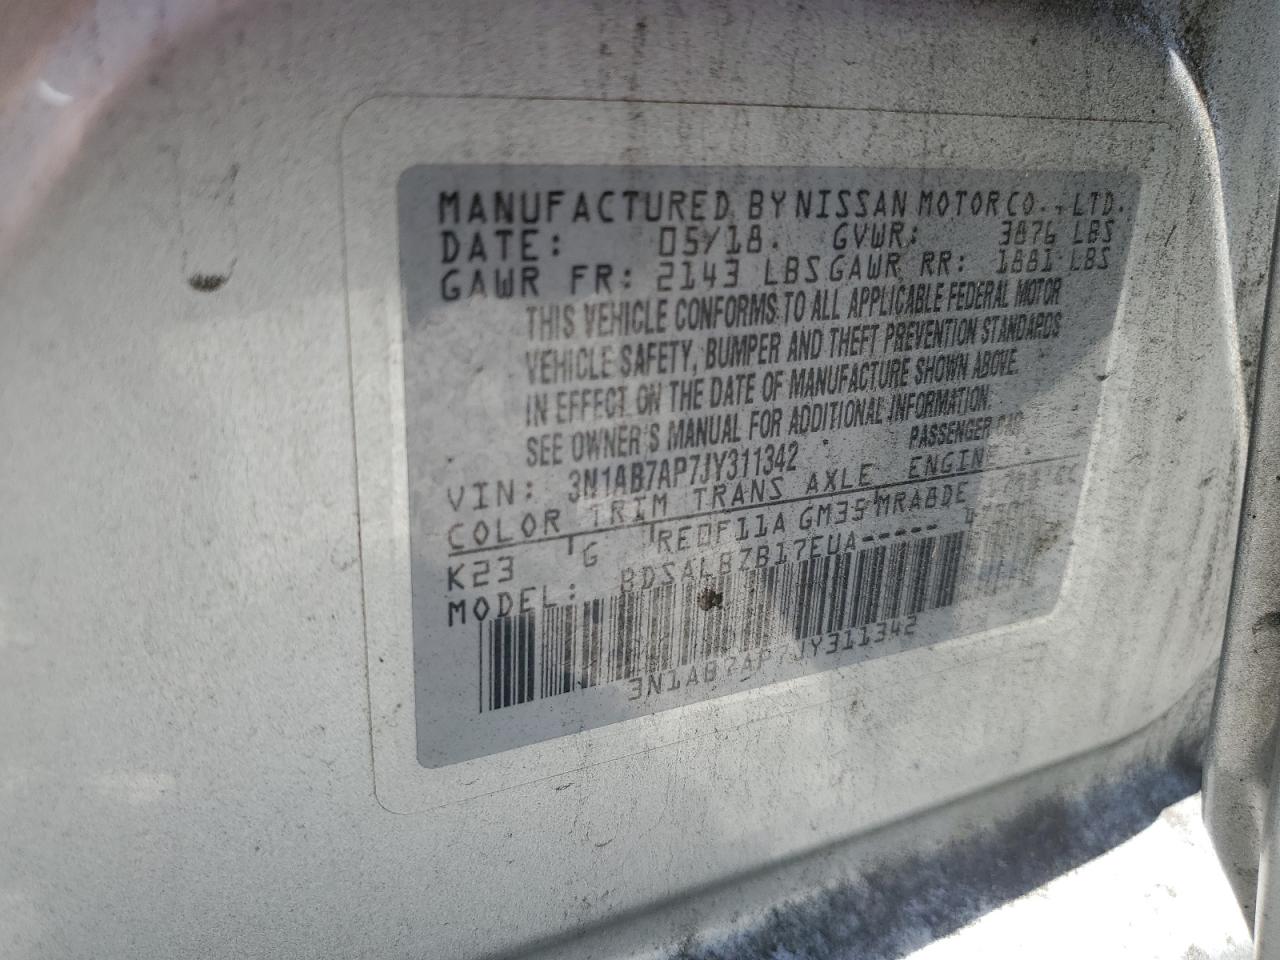 MANUFACTURED BY NISSAN MOTOR CO., LTD.
DATE: 05/18. GVWR: 3876 LBS
GAWR FR: 2143 LBS GAWR RR: 1881 LBS
THIS VEHICLE CONFORMS TO ALL APPLICABLE FEDERAL MOTOR
VEHICLE SAFETY, BUMPER AND THEFT PREVENTION STANDARDS
IN EFFECT ON THE DATE OF MANUFACTURE SHOWN ABOVE.
SEE OWNER'S MANUAL FOR ADDITIONAL INFORMATION.
VIN: 3N1AB7AP7JY311342 PASSENGER CAR
COLOR TRIM TRANS AXLE ENGINE
K23 G RE0F11A GM35 MRA8DE
MODEL: BDSALBZB17EUA-----
3N1AB7AP7JY311342